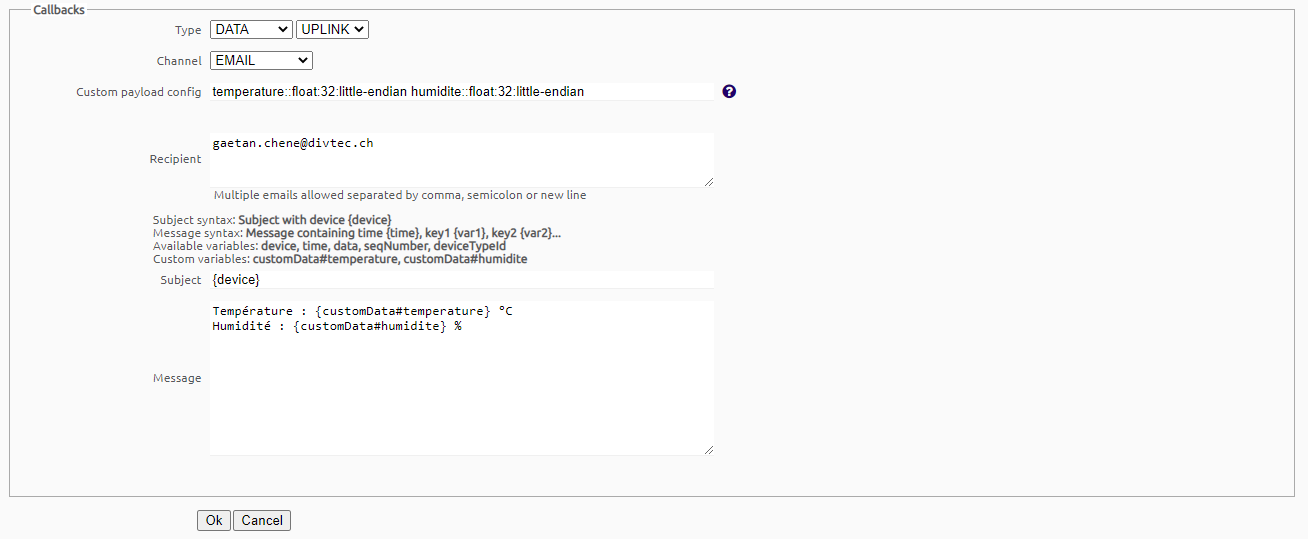 Callbacks
Type DATA UPLINK
Channel EMAIL
Custom payload config temperature::float:32:little-endian humidite::float:32:little-endian ?
Recipient gaetan.chene@divtec.ch
Multiple emails allowed separated by comma, semicolon or new line
Subject syntax: Subject with device {device}
Message syntax: Message containing time {time}, key1 {var1}, key2 {var2}...
Available variables: device, time, data, seqNumber, deviceTypeId
Custom variables: customData#temperature, customData#humidite
Subject {device}
Message Température : {customData#temperature} °C
Humidité : {customData#humidite} %
Ok Cancel